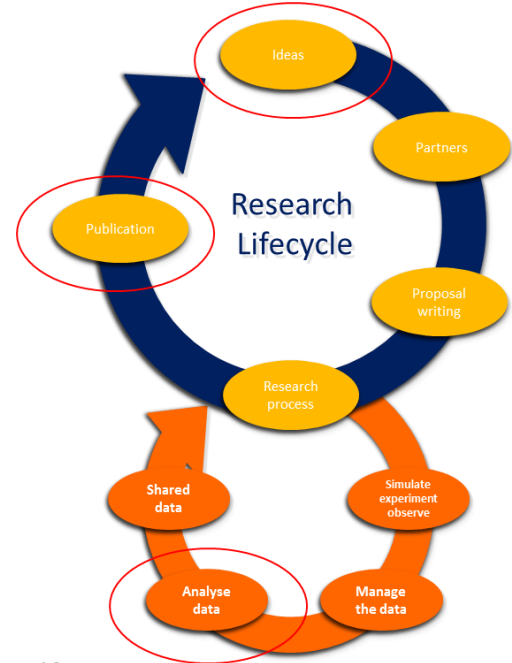 Ideas
Partners
Research
Lifecycle
Publication
Proposal
writing
Research
process
Shared
data
Simulate
experiment
observe
Analyse
data
Manage
the data